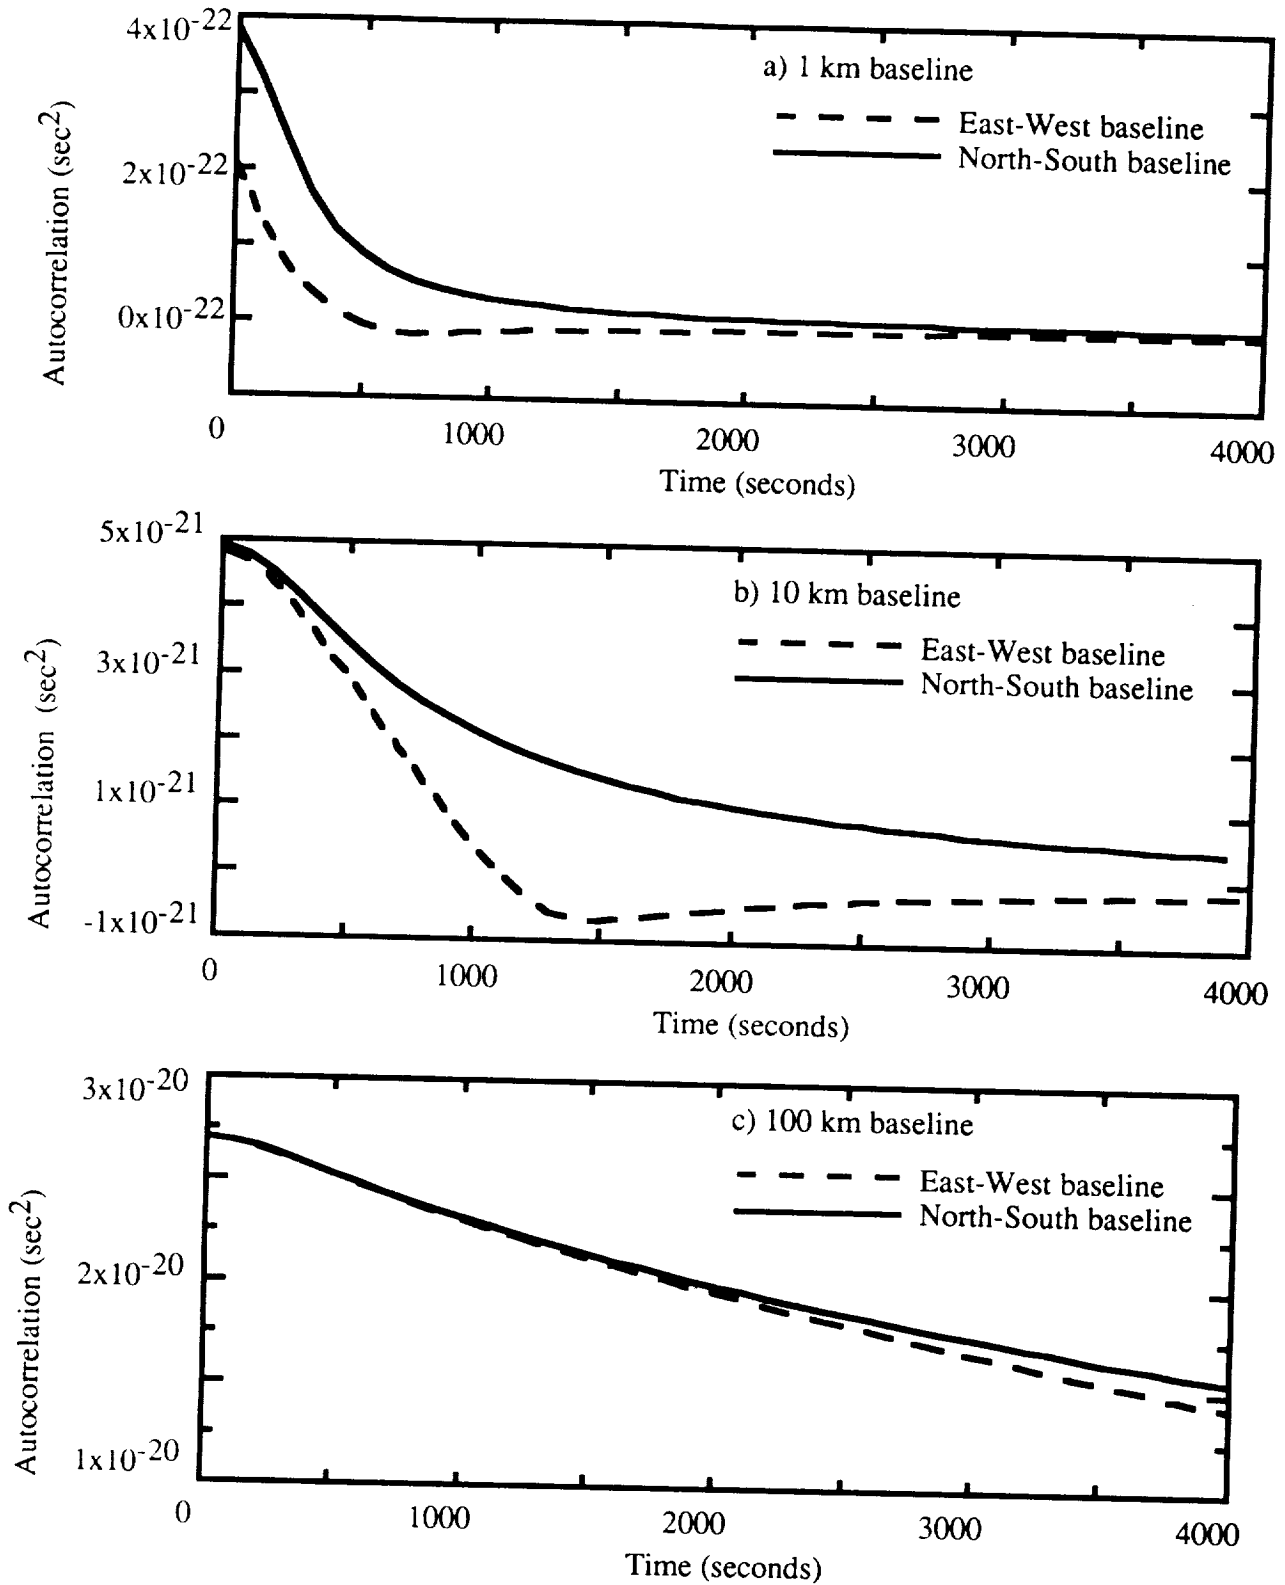 4x10-22
a) 1 km baseline
East-West baseline
2x10-22
North-South baseline
Autocorrelation (sec2)
0x10-22
0 1000 2000 3000 4000
Time (seconds)
5x10-21
b) 10 km baseline
3x10-21
East-West baseline
North-South baseline
Autocorrelation (sec2)
1x10-21
-1x10-21
0 1000 2000 3000 4000
Time (seconds)
3x10-20
c) 100 km baseline
East-West baseline
North-South baseline
Autocorrelation (sec2)
2x10-20
1x10-20
0 1000 2000 3000 4000
Time (seconds)